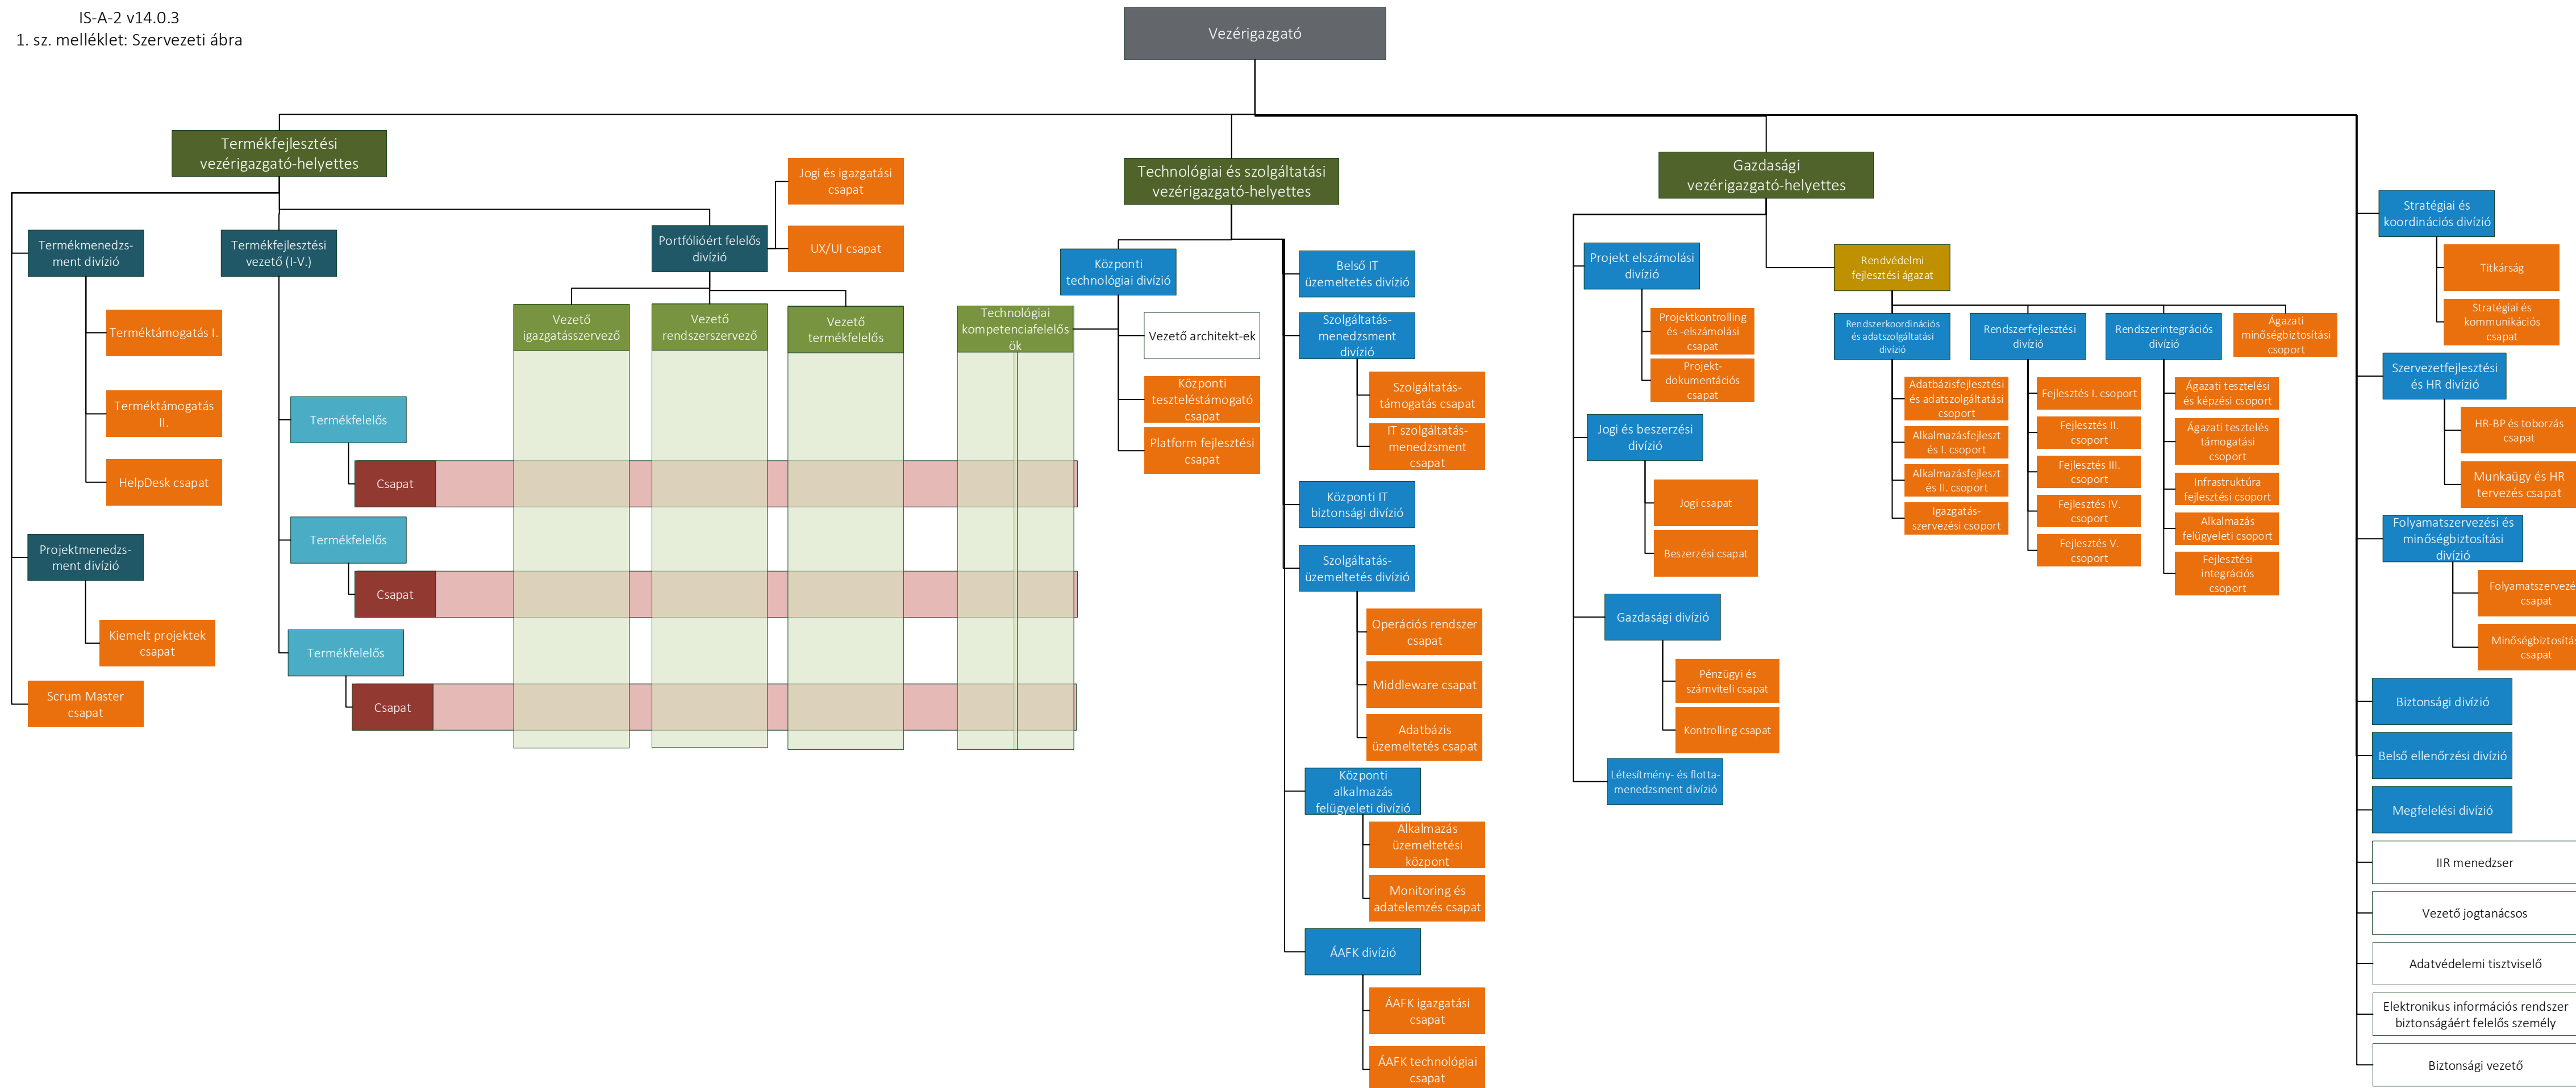 IS-A-2 v14.0.3
1. sz. melléklet: Szervezeti ábra
Vezérigazgató
Termékfejlesztési
vezérigazgató-helyettes
Termékmenedzs-
ment divízió
Terméktámogatás I.
Terméktámogatás
II.
HelpDesk csapat
Projektmenedzs-
ment divízió
Kiemelt projektek
csapat
Scrum Master
csapat
Termékfejlesztési
vezető (I-V.)
Termékfelelős
Csapat
Termékfelelős
Csapat
Termékfelelős
Csapat
Portfólióért felelős
divízió
Jogi és igazgatási
csapat
UX/UI csapat
Vezető
igazgatásszervező
Vezető
rendszerszervező
Vezető
termékfelelős
Technológiai
kompetenciafelelős
ök
Technológiai és szolgáltatási
vezérigazgató-helyettes
Központi
technológiai divízió
Vezető architekt-ek
Központi
teszteléstámogató
csapat
Platform fejlesztési
csapat
Belső IT
üzemeltetés divízió
Szolgáltatás-
menedzsment
divízió
Szolgáltatás-
támogatás csapat
IT szolgáltatás-
menedzsment
csapat
Központi IT
biztonsági divízió
Szolgáltatás-
üzemeltetés divízió
Operációs rendszer
csapat
Middleware csapat
Adatbázis
üzemeltetés csapat
Központi
alkalmazás
felügyeleti divízió
Alkalmazás
üzemeltetési
központ
Monitoring és
adatelemzés csapat
ÁAFK divízió
ÁAFK igazgatási
csapat
ÁAFK technológiai
csapat
Gazdasági
vezérigazgató-helyettes
Projekt elszámolási
divízió
Projektkontrolling
és -elszámolási
csapat
Projekt-
dokumentációs
csapat
Jogi és beszerzési
divízió
Jogi csapat
Beszerzési csapat
Gazdasági divízió
Pénzügyi és
számviteli csapat
Kontrolling csapat
Létesítmény- és flotta-
menedzsment divízió
Rendvédelmi
fejlesztési ágazat
Rendszerkoordinációs
és adatszolgáltatási
divízió
Adatbázisfejlesztési
és adatszolgáltatási
csoport
Alkalmazásfejleszt
és I. csoport
Alkalmazásfejleszt
és II. csoport
Igazgatás-
szervezési csoport
Rendszerfejlesztési
divízió
Fejlesztés I. csoport
Fejlesztés II.
csoport
Fejlesztés III.
csoport
Fejlesztés IV.
csoport
Fejlesztés V.
csoport
Rendszerintegrációs
divízió
Ágazati tesztelési
és képzési csoport
Ágazati tesztelés
támogatási
csoport
Infrastruktúra
fejlesztési csoport
Alkalmazás
felügyeleti csoport
Fejlesztési
integrációs
csoport
Ágazati
minőségbiztosítási
csoport
Stratégiai és
koordinációs divízió
Titkárság
Stratégiai és
kommunikációs
csapat
Szervezetfejlesztési
és HR divízió
HR-BP és toborzás
csapat
Munkaügy és HR
tervezés csapat
Folyamatszervezési és
minőségbiztosítási
divízió
Folyamatszervezé
csapat
Minőségbiztosítás
csapat
Biztonsági divízió
Belső ellenőrzési divízió
Megfelelési divízió
IIR menedzser
Vezető jogtanácsos
Adatvédelemi tisztviselő
Elektronikus információs rendszer
biztonságáért felelős személy
Biztonsági vezető